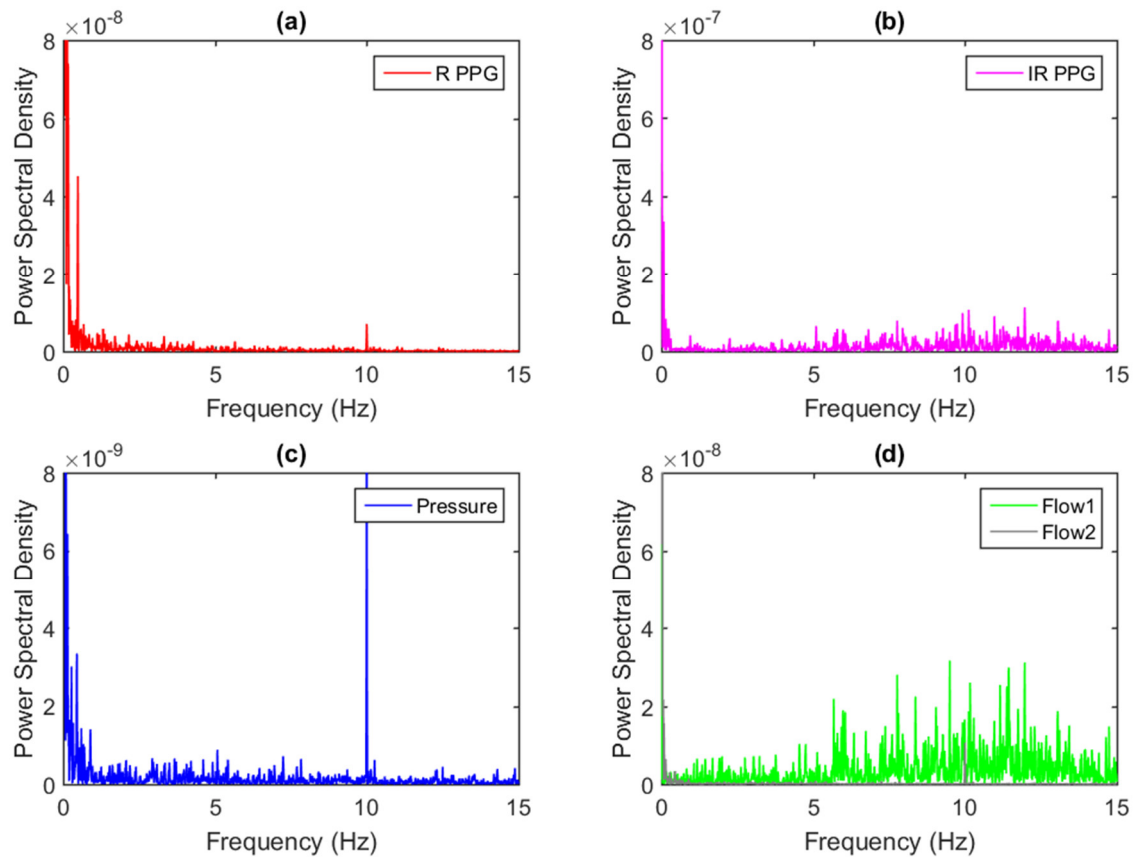 (a)
×10⁻⁸
8
6
4
2
0
Power Spectral Density
R PPG
0 5 10 15
Frequency (Hz)
(b)
×10⁻⁷
8
6
4
2
0
Power Spectral Density
IR PPG
0 5 10 15
Frequency (Hz)
(c)
×10⁻⁹
8
6
4
2
0
Power Spectral Density
Pressure
0 5 10 15
Frequency (Hz)
(d)
×10⁻⁸
8
6
4
2
0
Power Spectral Density
Flow1
Flow2
0 5 10 15
Frequency (Hz)